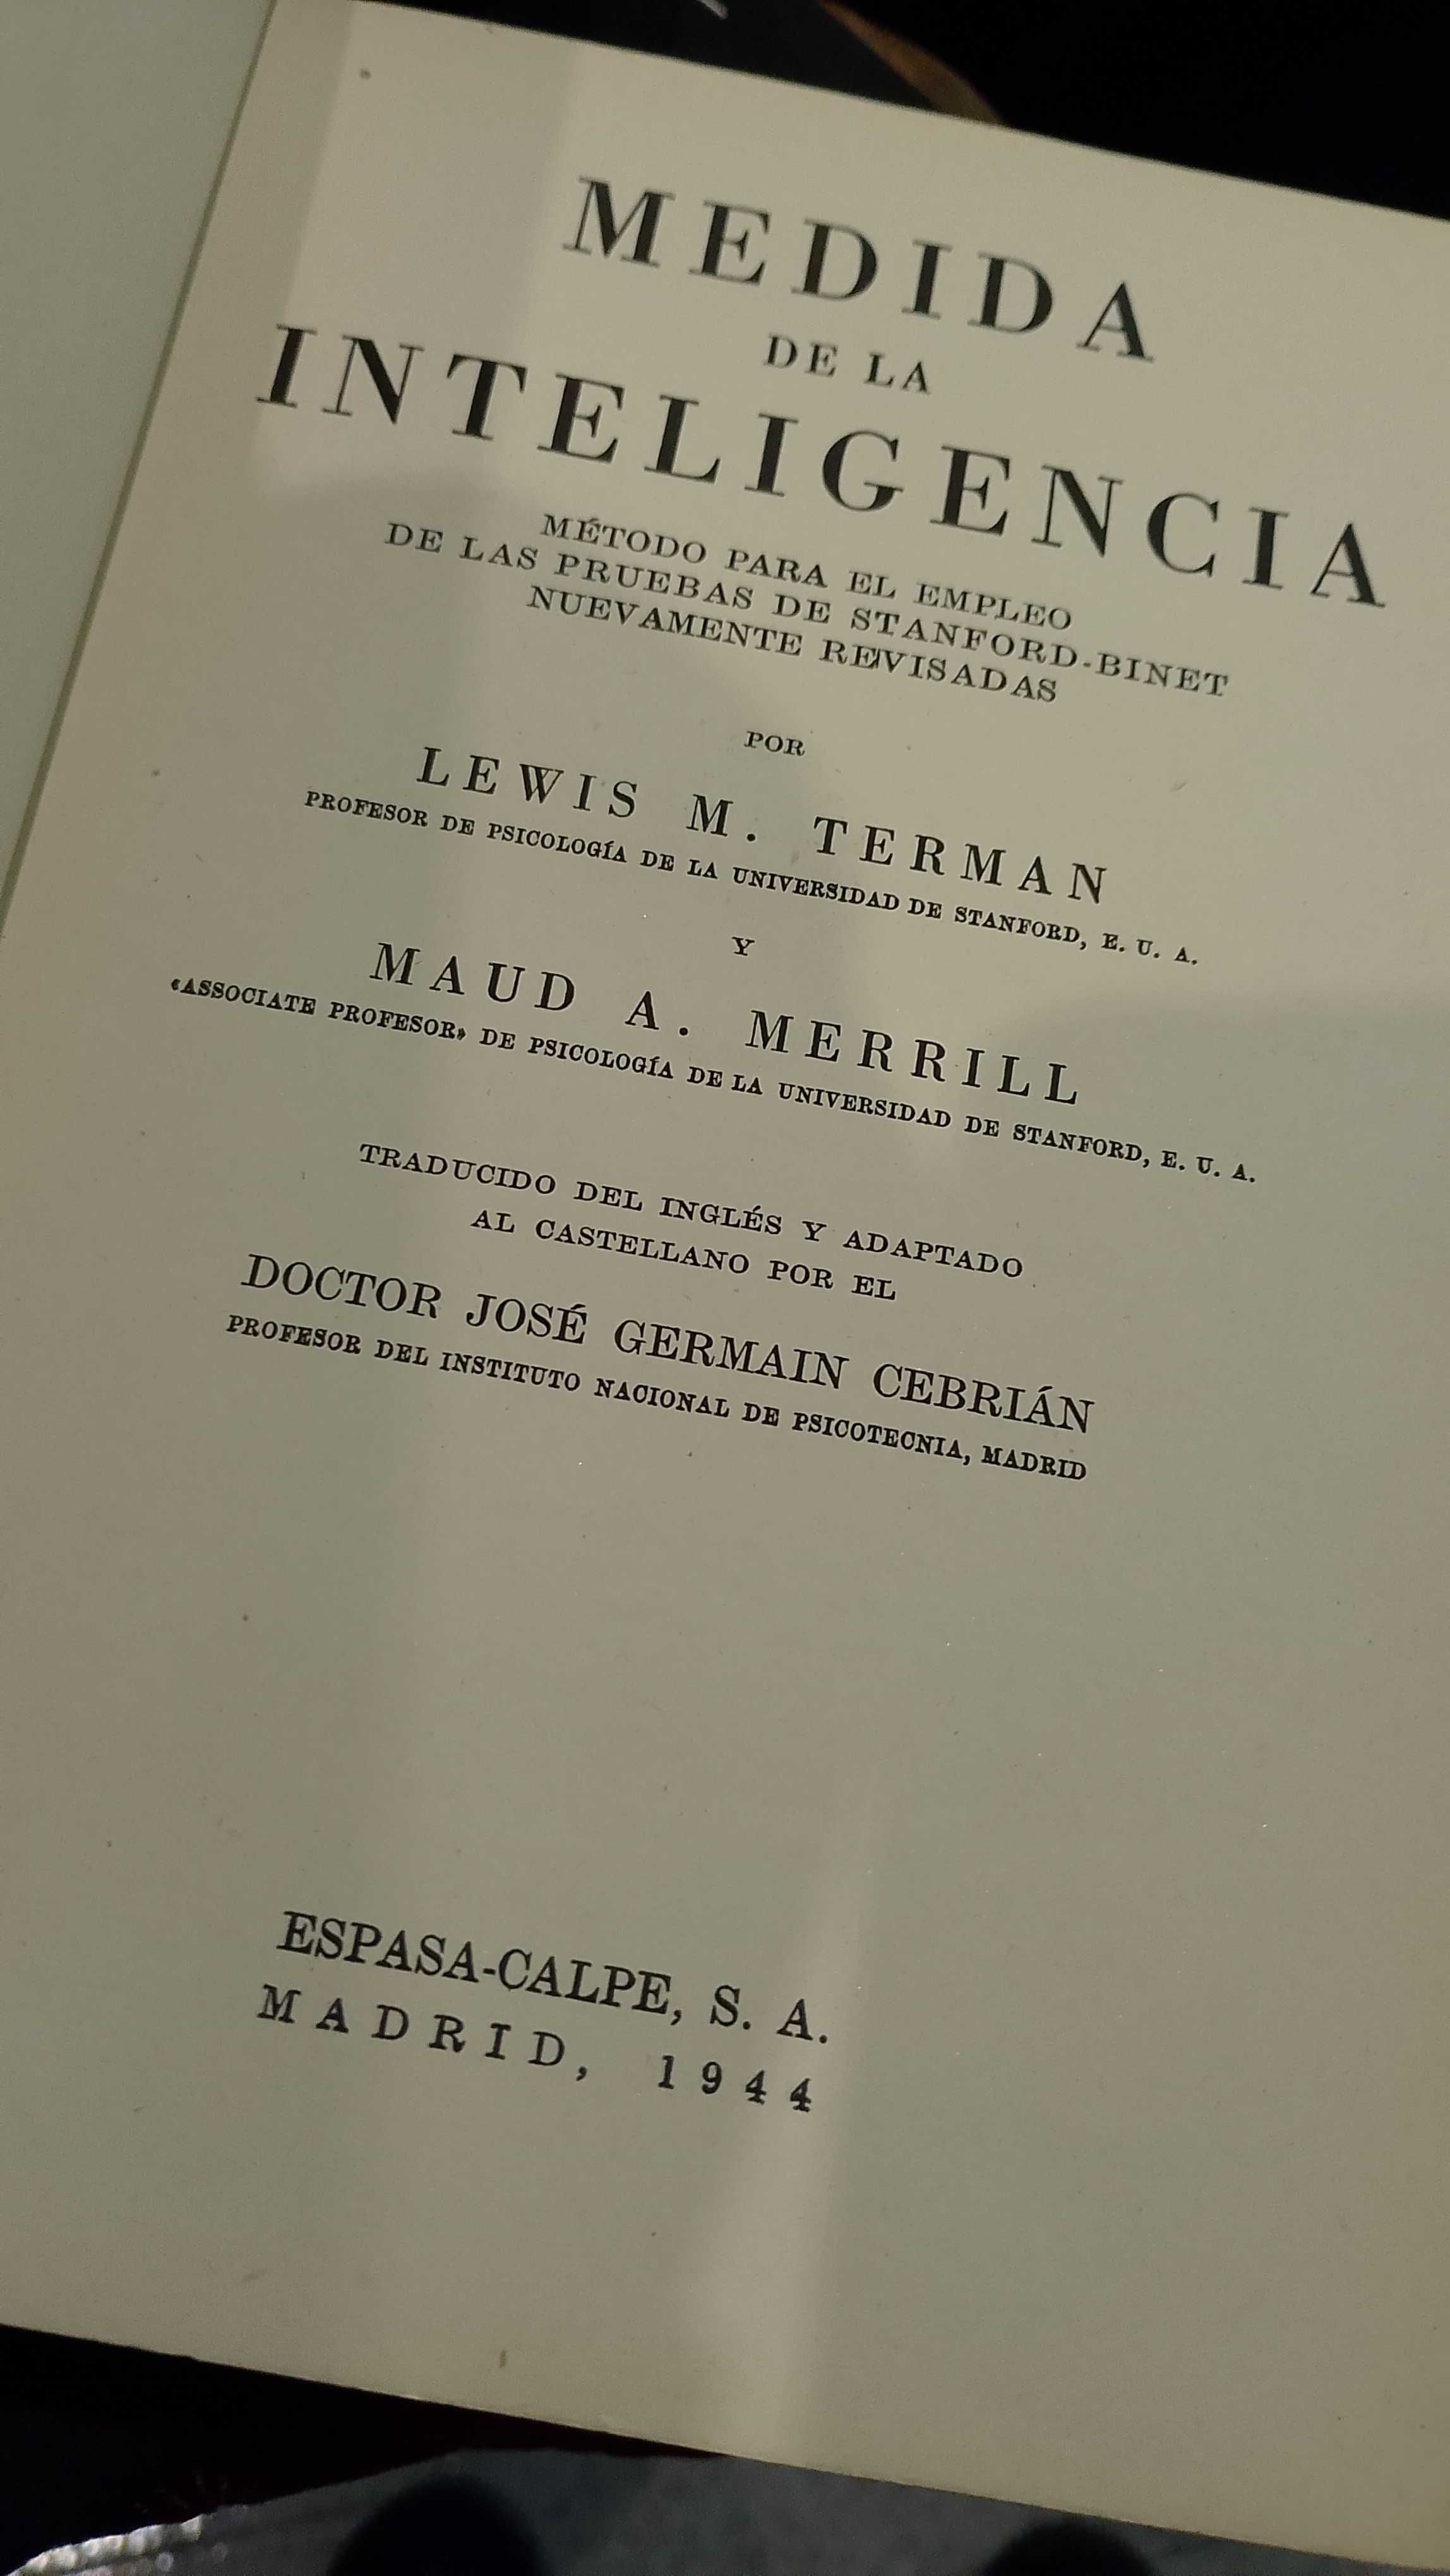 MEDIDA
DE LA
INTELIGENCIA
MÉTODO PARA EL EMPLEO
DE LAS PRUEBAS DE STANFORD-BINET
NUEVAMENTE REVISADAS
POR
LEWIS M. TERMAN
PROFESOR DE PSICOLOGÍA DE LA UNIVERSIDAD DE STANFORD, E. U. A.
Y
MAUD A. MERRILL
«ASSOCIATE PROFESOR» DE PSICOLOGÍA DE LA UNIVERSIDAD DE STANFORD, E. U. A.
TRADUCIDO DEL INGLÉS Y ADAPTADO
AL CASTELLANO POR EL
DOCTOR JOSÉ GERMAIN CEBRIÁN
PROFESOR DEL INSTITUTO NACIONAL DE PSICOTECNIA, MADRID
ESPASA-CALPE, S. A.
MADRID, 1944